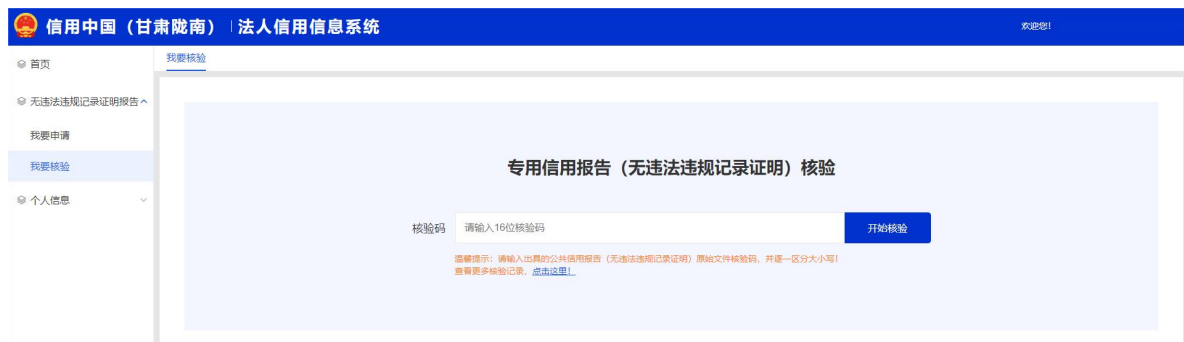 信用中国（甘肃陇南）|法人信用信息系统
欢迎您!
首页
我要核验
无违法违规记录证明报告
我要申请
我要核验
个人信息
专用信用报告（无违法违规记录证明）核验
核验码 请输入16位核验码 开始核验
温馨提示：请输入出具的公共信用报告（无违法违规记录证明）原始文件核验码，并逐一区分大小写!
查看更多核验记录，点击这里！